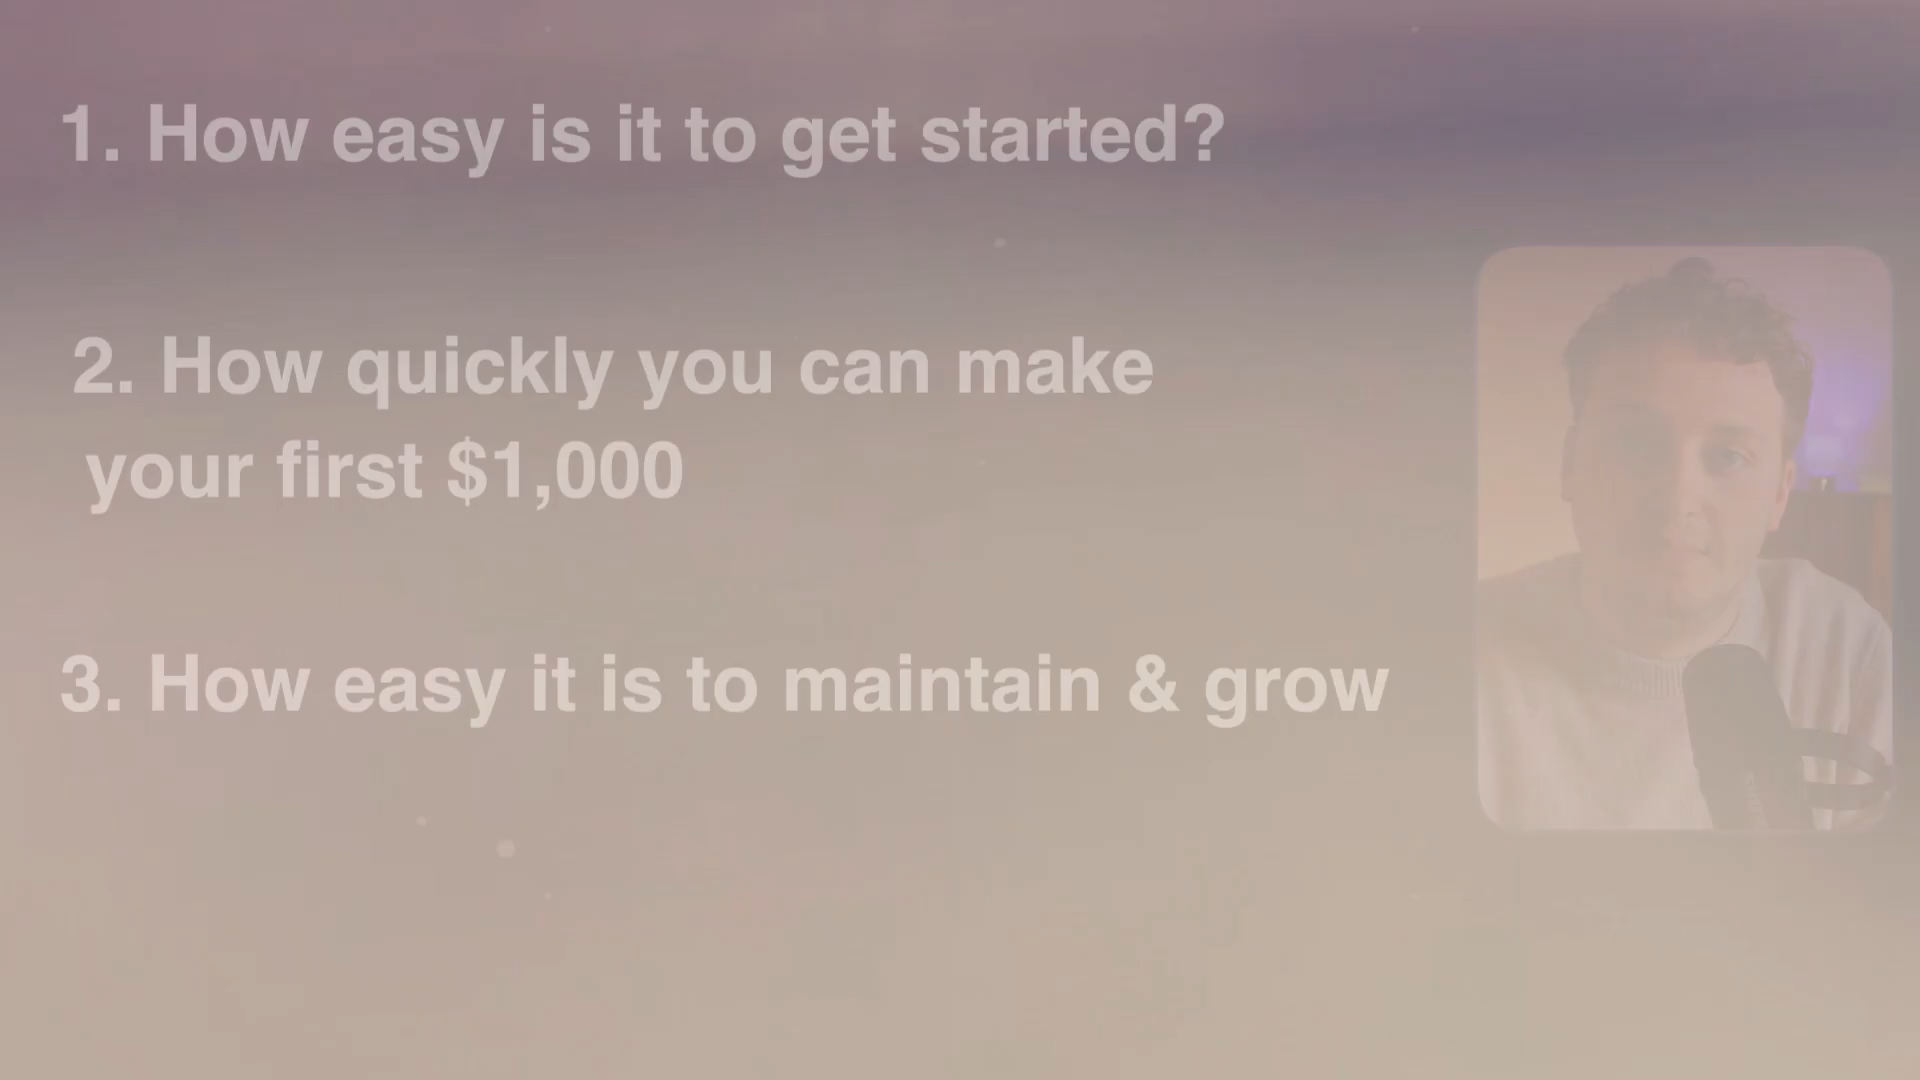 1. How easy is it to get started?
2. How quickly you can make
your first $1,000
3. How easy it is to maintain & grow